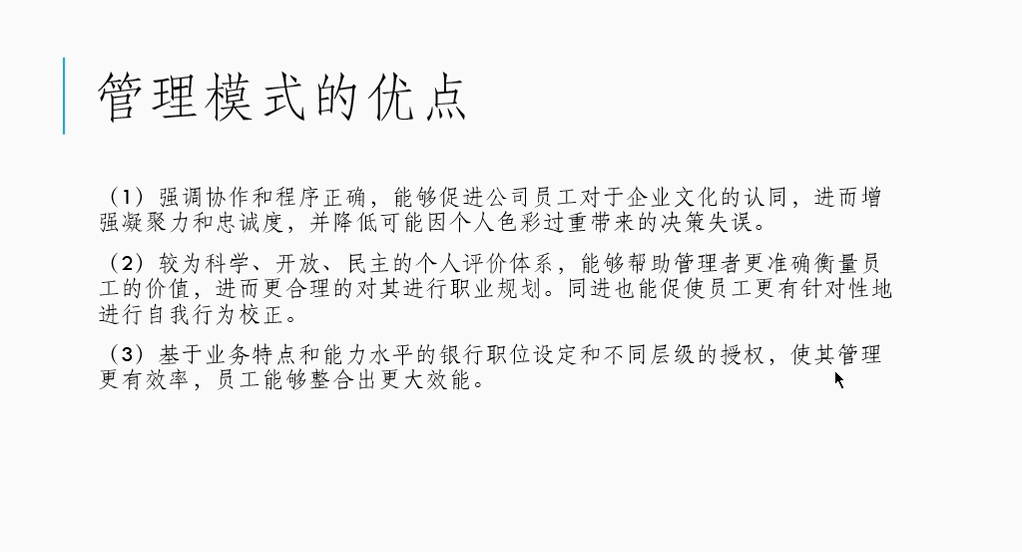 管理模式的优点
（1）强调协作和程序正确，能够促进公司员工对于企业文化的认同，进而增
强凝聚力和忠诚度，并降低可能因个人色彩过重带来的决策失误。
（2）较为科学、开放、民主的个人评价体系，能够帮助管理者更准确衡量员
工的价值，进而更合理的对其进行职业规划。同进也能促使员工更有针对性地
进行自我行为校正。
（3）基于业务特点和能力水平的银行职位设定和不同层级的授权，使其管理
更有效率，员工能够整合出更大效能。